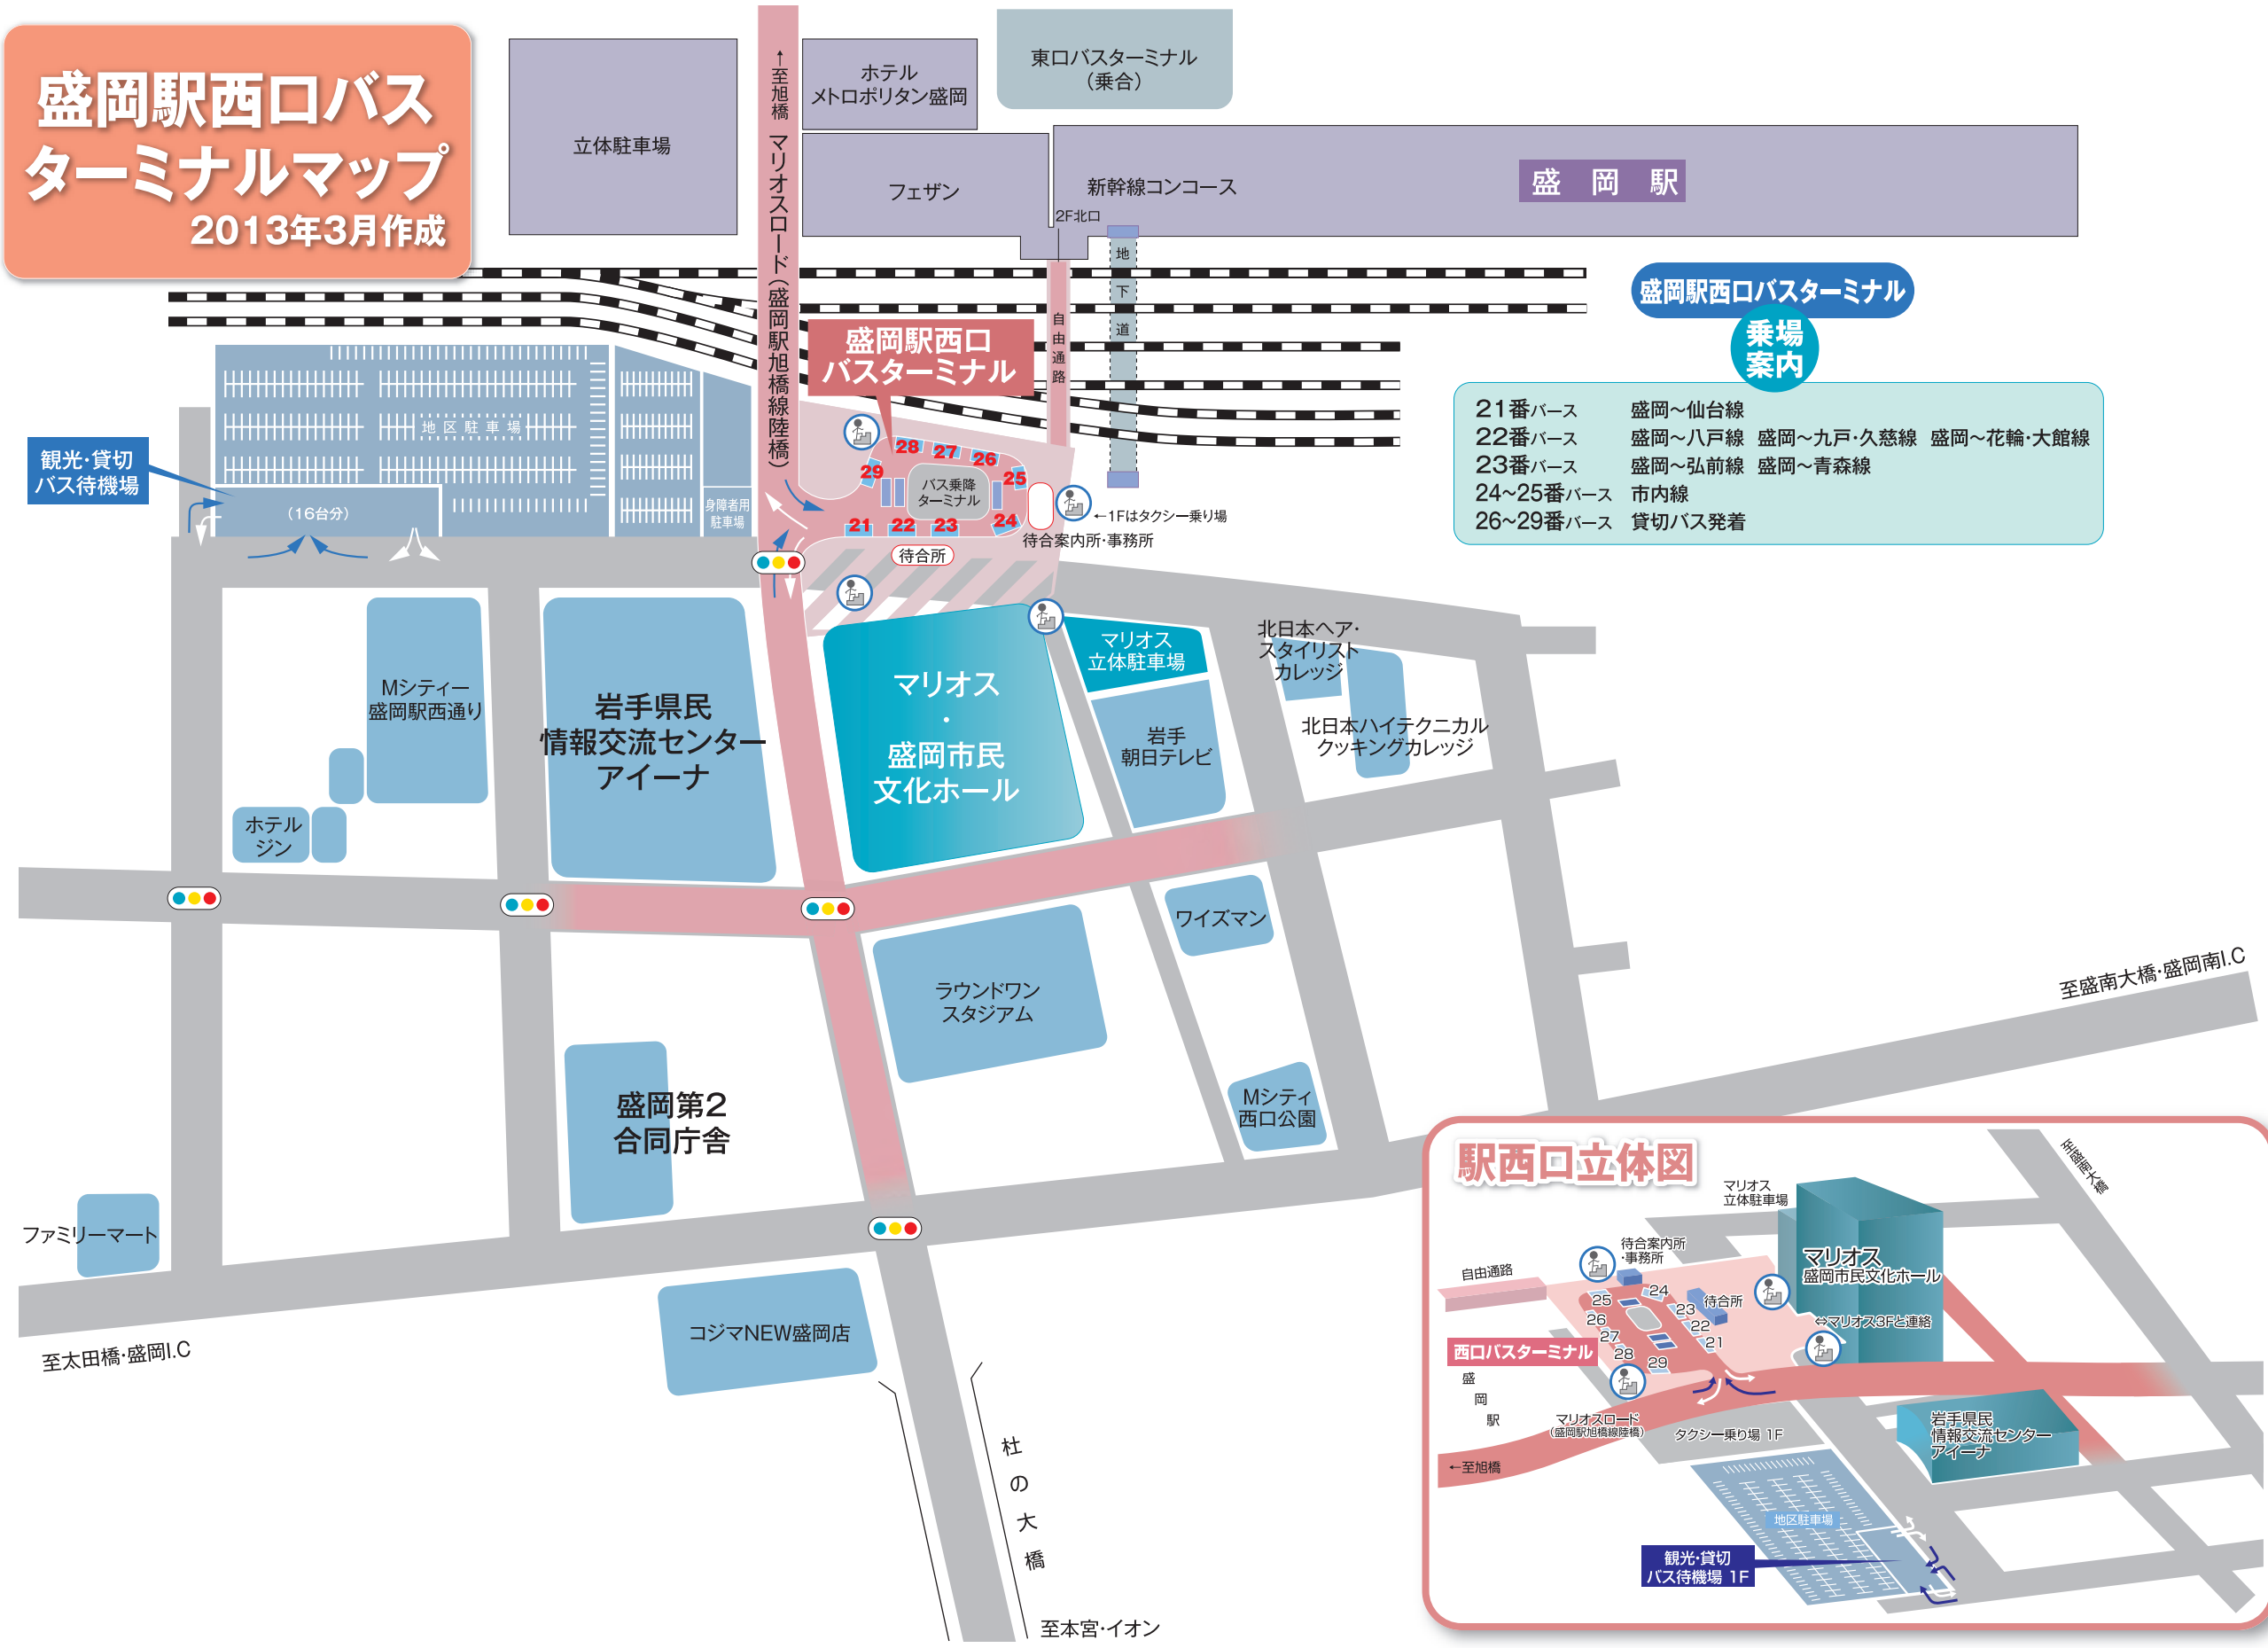 盛岡駅西口バス
ターミナルマップ
2013年3月作成
立体駐車場
←至旭橋 マリオスロード(盛岡駅旭橋線陸橋)
ホテル
メトロポリタン盛岡
東口バスターミナル
(乗合)
フェザン
新幹線コンコース
2F北口
盛岡駅
地下道
自由通路
盛岡駅西口
バスターミナル
盛岡駅西口バスターミナル
乗場
案内
21番バース 盛岡~仙台線
22番バース 盛岡~八戸線 盛岡~九戸・久慈線 盛岡~花輪・大館線
23番バース 盛岡~弘前線 盛岡~青森線
24~25番バース 市内線
26~29番バース 貸切バス発着
観光・貸切
バス待機場
地区駐車場
(16台分)
身障者用
駐車場
28
27
26
29
25
バス乗降
ターミナル
21
22
23
24
待合所
←1Fはタクシー乗り場
待合案内所・事務所
Mシティー
盛岡駅西通り
岩手県民
情報交流センター
アイーナ
マリオス
・
盛岡市民
文化ホール
マリオス
立体駐車場
岩手
朝日テレビ
北日本ヘア・
スタイリスト
カレッジ
北日本ハイテクニカル
クッキングカレッジ
ホテル
ジン
ワイズマン
ラウンドワン
スタジアム
Mシティ
西口公園
至盛南大橋・盛岡南I.C
盛岡第2
合同庁舎
ファミリーマート
至太田橋・盛岡I.C
コジマNEW盛岡店
杜の大橋
至本宮・イオン
駅西口立体図
至盛南大橋
マリオス
立体駐車場
待合案内所
・事務所
自由通路
マリオス
盛岡市民文化ホール
25
24
26
23
待合所
27
22
28
21
29
⇔マリオス3Fと連絡
西口バスターミナル
盛岡駅
マリオスロード
(盛岡駅旭橋線陸橋)
タクシー乗り場 1F
岩手県民
情報交流センター
アイーナ
←至旭橋
地区駐車場
観光・貸切
バス待機場 1F